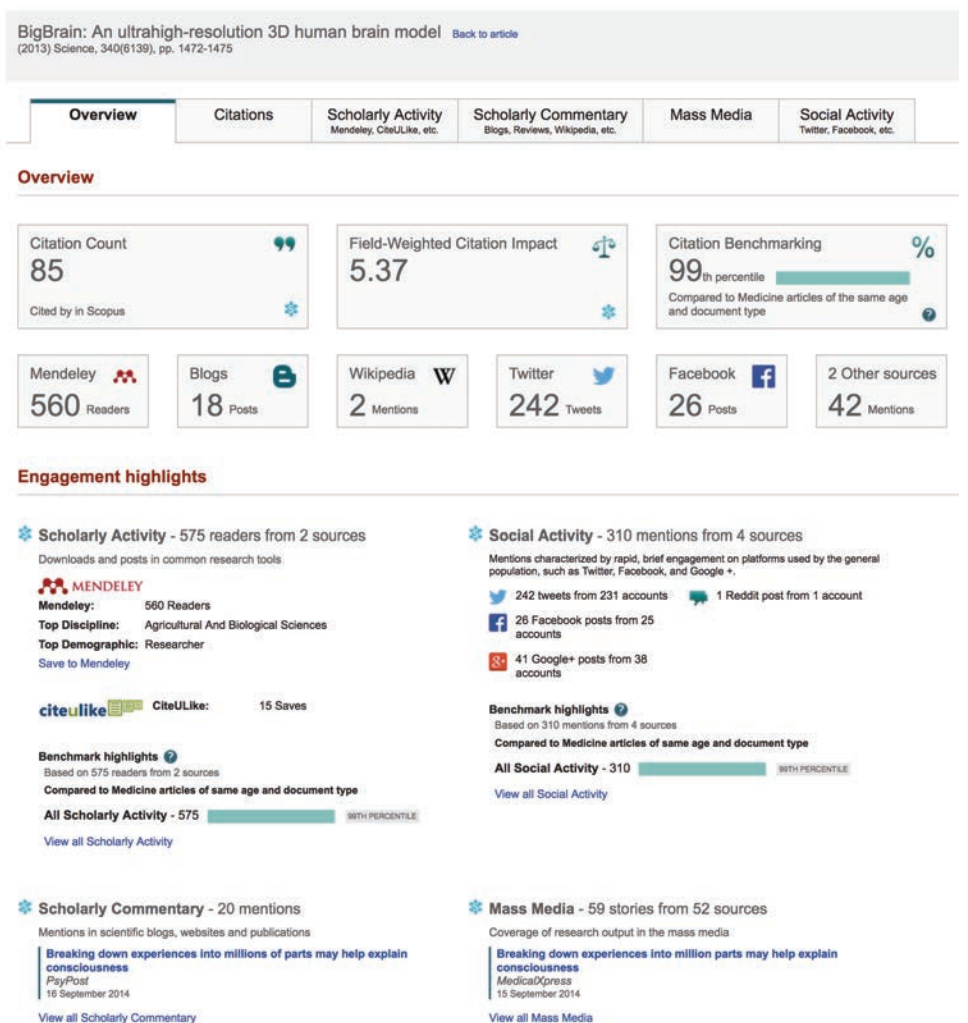 BigBrain: An ultrahigh-resolution 3D human brain model Back to article
(2013) Science, 340(6139), pp. 1472-1475
Overview
Citations
Scholarly Activity
Mendeley, CiteULike, etc.
Scholarly Commentary
Blogs, Reviews, Wikipedia, etc.
Mass Media
Social Activity
Twitter, Facebook, etc.
Overview
Citation Count
85
Cited by in Scopus
Field-Weighted Citation Impact
5.37
Citation Benchmarking
%
99th percentile
Compared to Medicine articles of the same age
and document type
?
Mendeley
560 Readers
Blogs
18 Posts
Wikipedia W
2 Mentions
Twitter
242 Tweets
Facebook f
26 Posts
2 Other sources
42 Mentions
Engagement highlights
Scholarly Activity - 575 readers from 2 sources
Downloads and posts in common research tools
MENDELEY
Mendeley: 560 Readers
Top Discipline: Agricultural And Biological Sciences
Top Demographic: Researcher
Save to Mendeley
citeulike CiteULike: 15 Saves
Benchmark highlights ?
Based on 575 readers from 2 sources
Compared to Medicine articles of same age and document type
All Scholarly Activity - 575 99TH PERCENTILE
View all Scholarly Activity
Social Activity - 310 mentions from 4 sources
Mentions characterized by rapid, brief engagement on platforms used by the general
population, such as Twitter, Facebook, and Google +.
242 tweets from 231 accounts
1 Reddit post from 1 account
f 26 Facebook posts from 25
accounts
8+ 41 Google+ posts from 38
accounts
Benchmark highlights ?
Based on 310 mentions from 4 sources
Compared to Medicine articles of same age and document type
All Social Activity - 310 99TH PERCENTILE
View all Social Activity
Scholarly Commentary - 20 mentions
Mentions in scientific blogs, websites and publications
Breaking down experiences into millions of parts may help explain
consciousness
PsyPost
16 September 2014
View all Scholarly Commentary
Mass Media - 59 stories from 52 sources
Coverage of research output in the mass media
Breaking down experiences into million parts may help explain
consciousness
MedicalXpress
15 September 2014
View all Mass Media